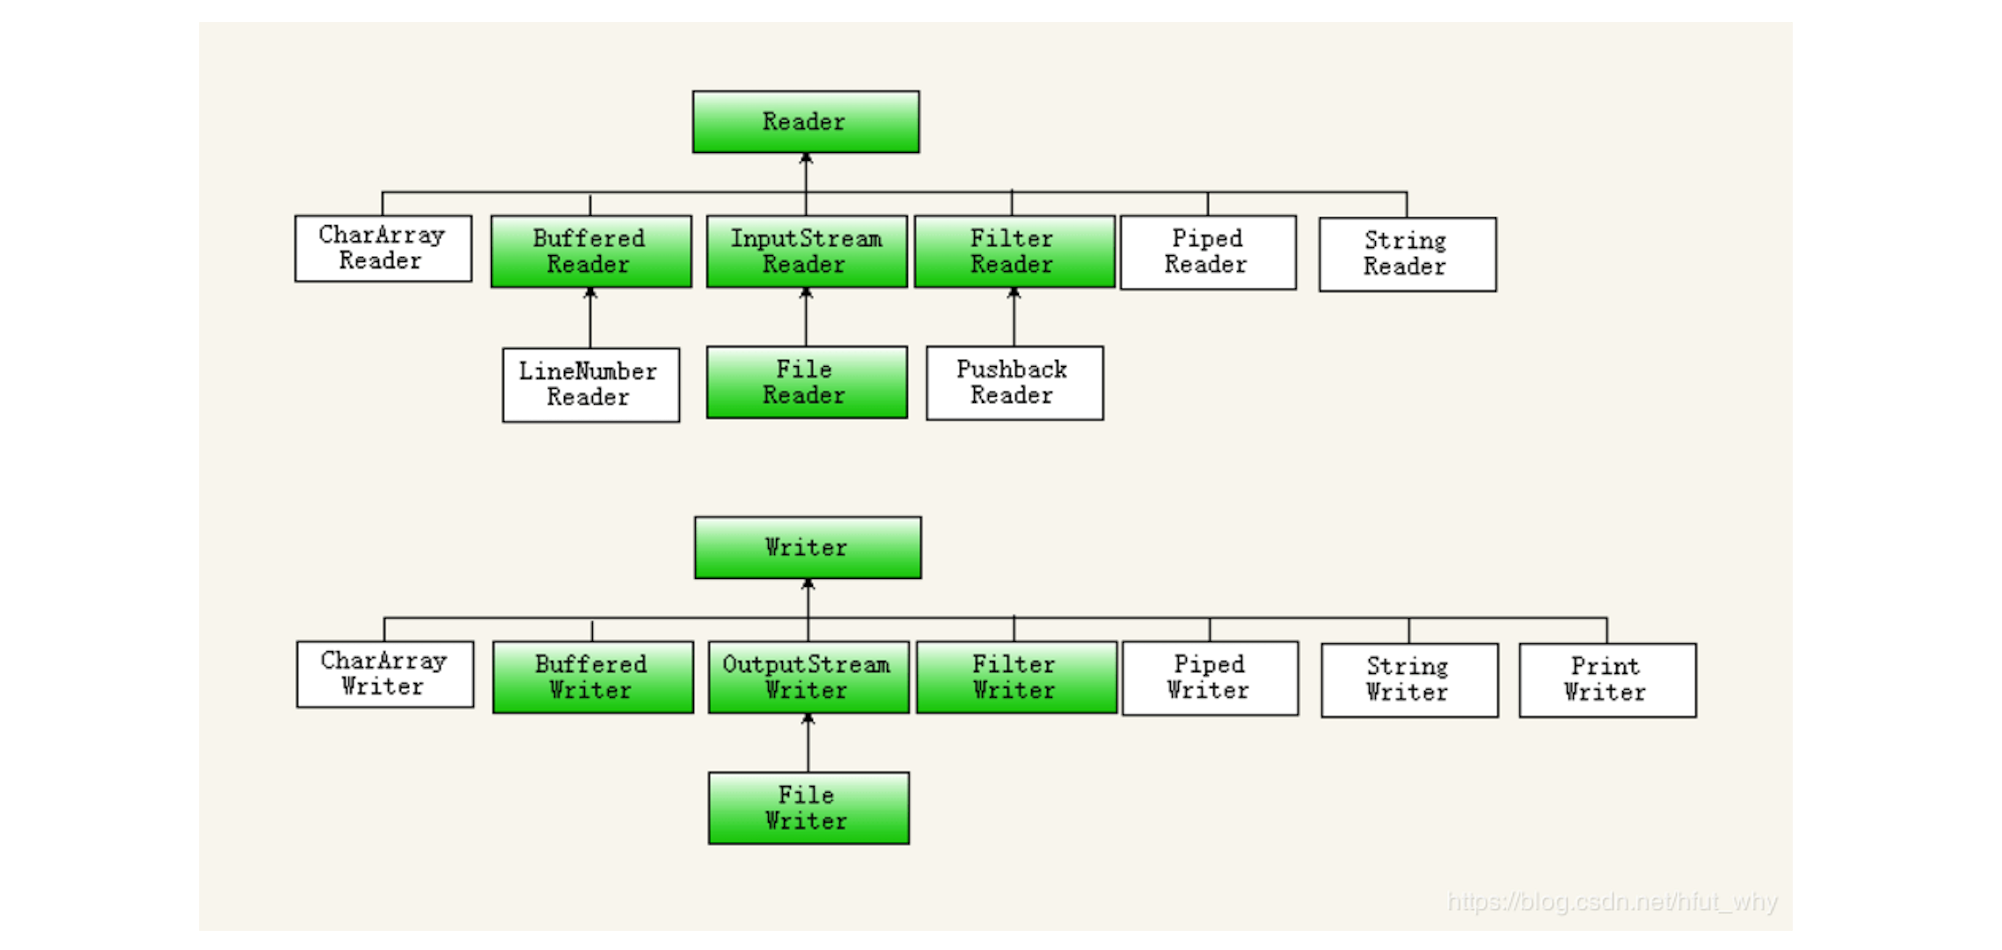 Reader
CharArray
Reader
Buffered
Reader
InputStream
Reader
Filter
Reader
Piped
Reader
String
Reader
LineNumber
Reader
File
Reader
Pushback
Reader
Writer
CharArray
Writer
Buffered
Writer
OutputStream
Writer
Filter
Writer
Piped
Writer
String
Writer
Print
Writer
File
Writer
https://blog.csdn.net/hfut_why